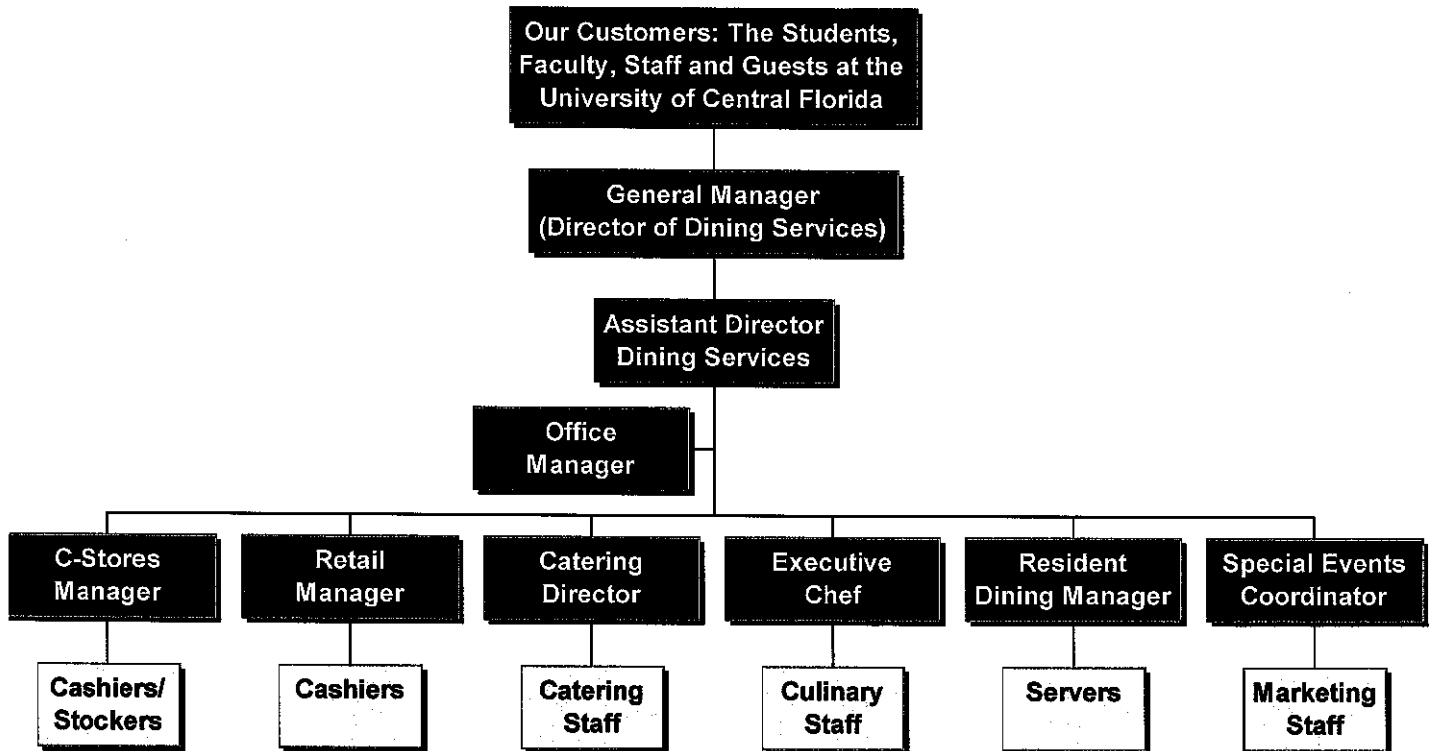 Our Customers: The Students,
Faculty, Staff and Guests at the
University of Central Florida
General Manager
(Director of Dining Services)
Assistant Director
Dining Services
Office
Manager
C-Stores
Manager
Retail
Manager
Catering
Director
Executive
Chef
Resident
Dining Manager
Special Events
Coordinator
Cashiers/
Stockers
Cashiers
Catering
Staff
Culinary
Staff
Servers
Marketing
Staff